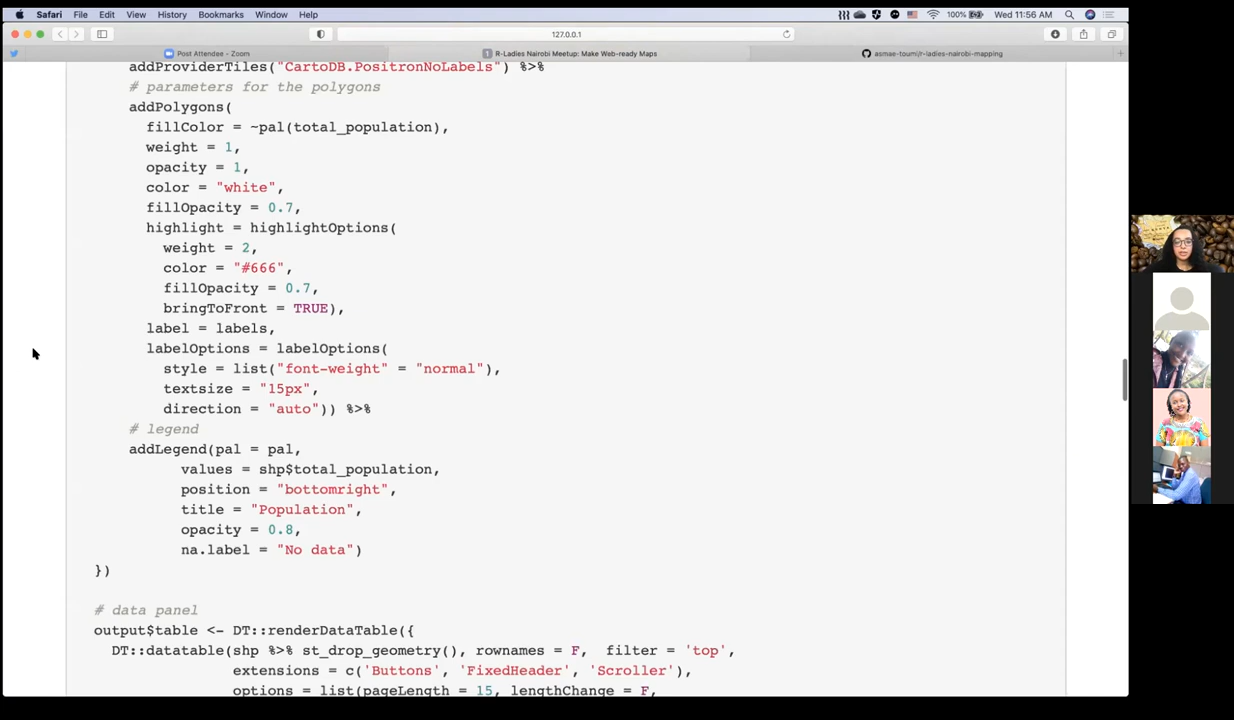 Safari File Edit View History Bookmarks Window Help 100% Wed 11:56 AM
127.0.0.1
Post Attendee - Zoom 1 R-Ladies Nairobi Meetup: Make Web-ready Maps asmae-toumi/r-ladies-nairobi-mapping
addProviderTiles("CartoDB.PositronNoLabels") %>%
# parameters for the polygons
addPolygons(
fillColor = ~pal(total_population),
weight = 1,
opacity = 1,
color = "white",
fillOpacity = 0.7,
highlight = highlightOptions(
weight = 2,
color = "#666",
fillOpacity = 0.7,
bringToFront = TRUE),
label = labels,
labelOptions = labelOptions(
style = list("font-weight" = "normal"),
textsize = "15px",
direction = "auto")) %>%
# legend
addLegend(pal = pal,
values = shp$total_population,
position = "bottomright",
title = "Population",
opacity = 0.8,
na.label = "No data")
})
# data panel
output$table <- DT::renderDataTable({
DT::datatable(shp %>% st_drop_geometry(), rownames = F, filter = 'top',
extensions = c('Buttons', 'FixedHeader', 'Scroller'),
options = list(pageLength = 15, lengthChange = F,